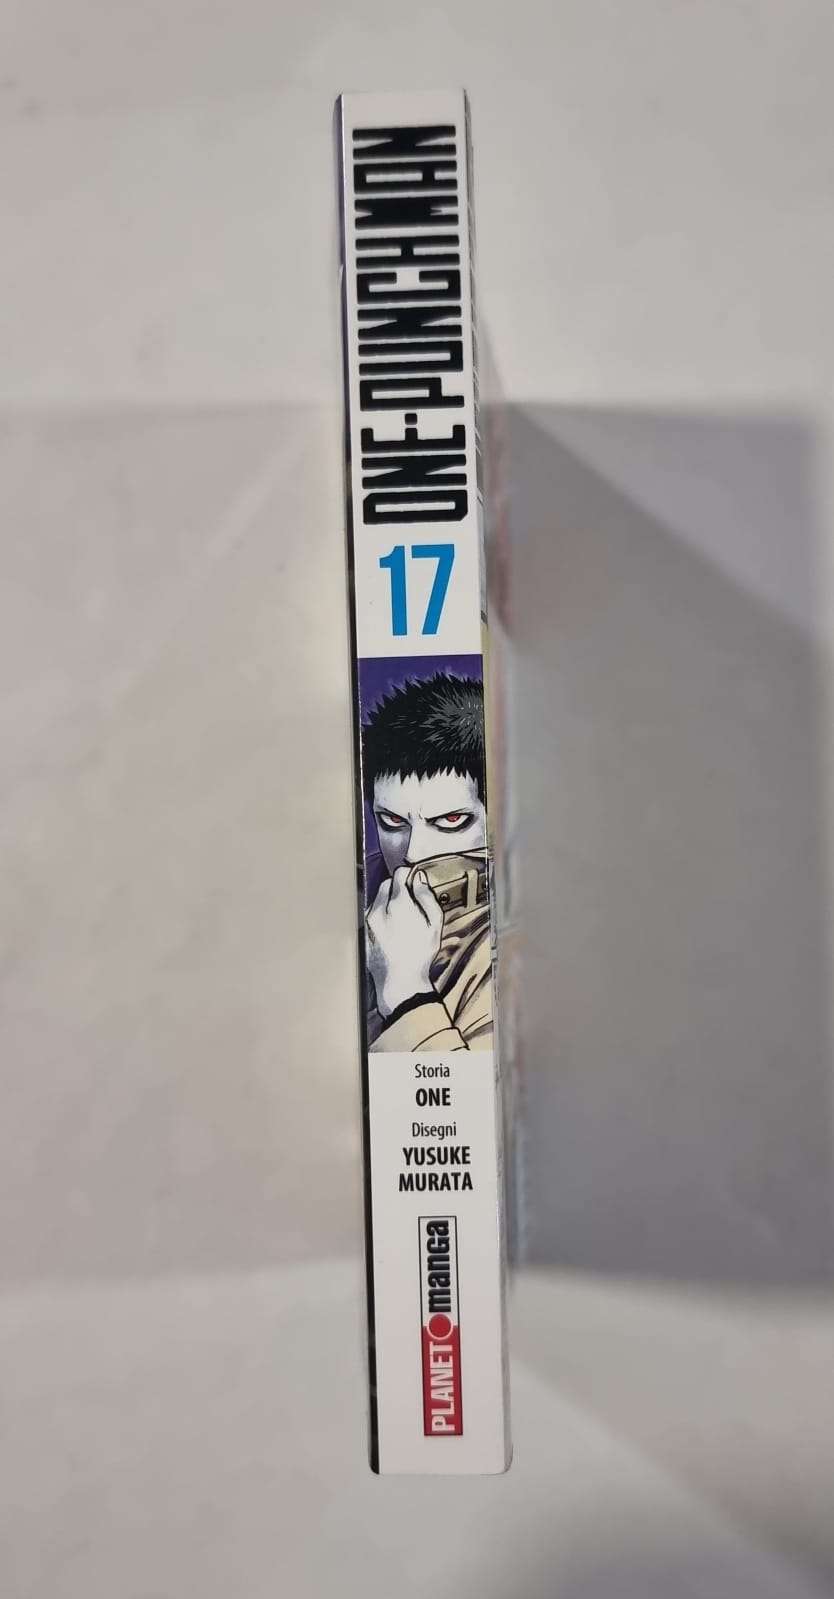 ONE-PUNCH MAN
17
Storia
ONE
Disegni
YUSUKE
MURATA
PLANET manga